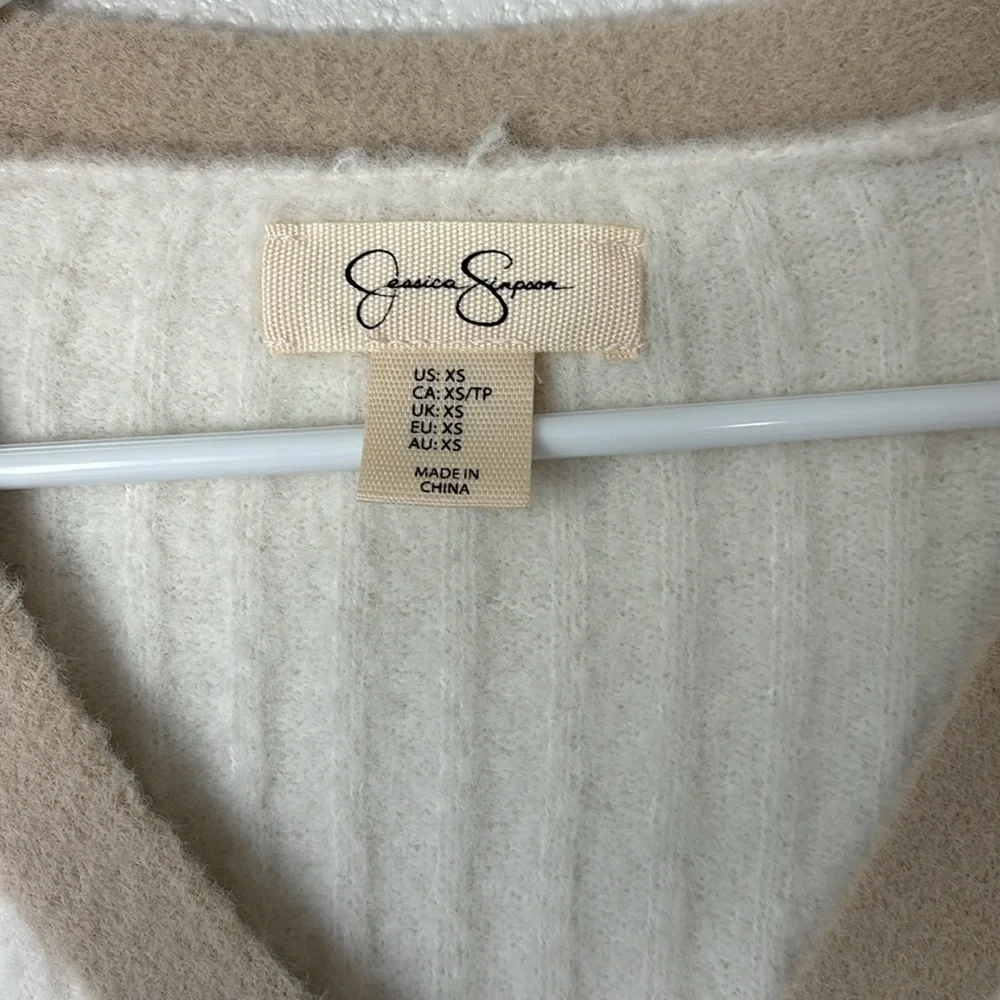 Jessica Simpson
US: XS
CA: XS/TP
UK: XS
EU: XS
AU: XS
MADE IN
CHINA